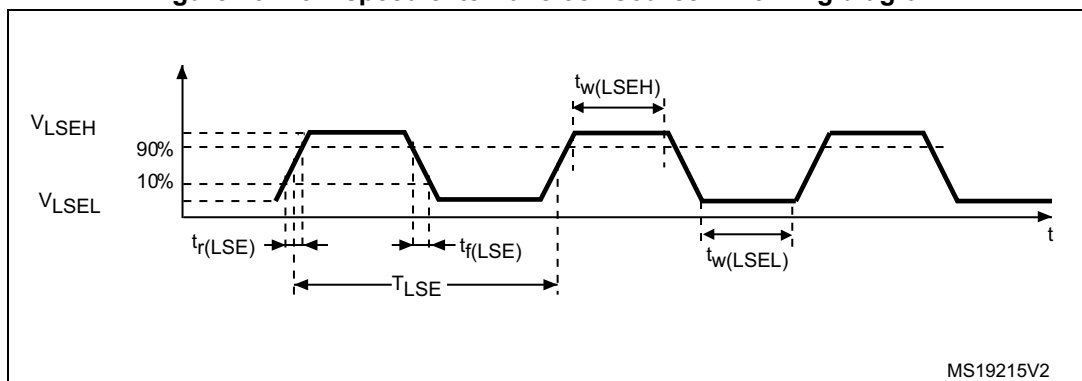 tw(LSEH)
VLSEH
90%
10%
VLSEL
tr(LSE)
tf(LSE)
TLSE
tw(LSEL)
t
MS19215V2